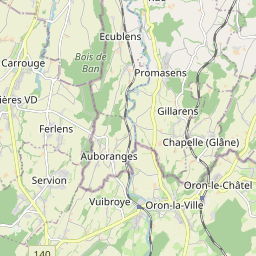 Ecublens
Carrouge
Bois de
Ban
Promasens
ières VD
Gillarens
Ferlens
Chapelle (Glâne)
Auboranges
Servion
Oron-le-Châtel
Vuibroye
Oron-la-Ville
140